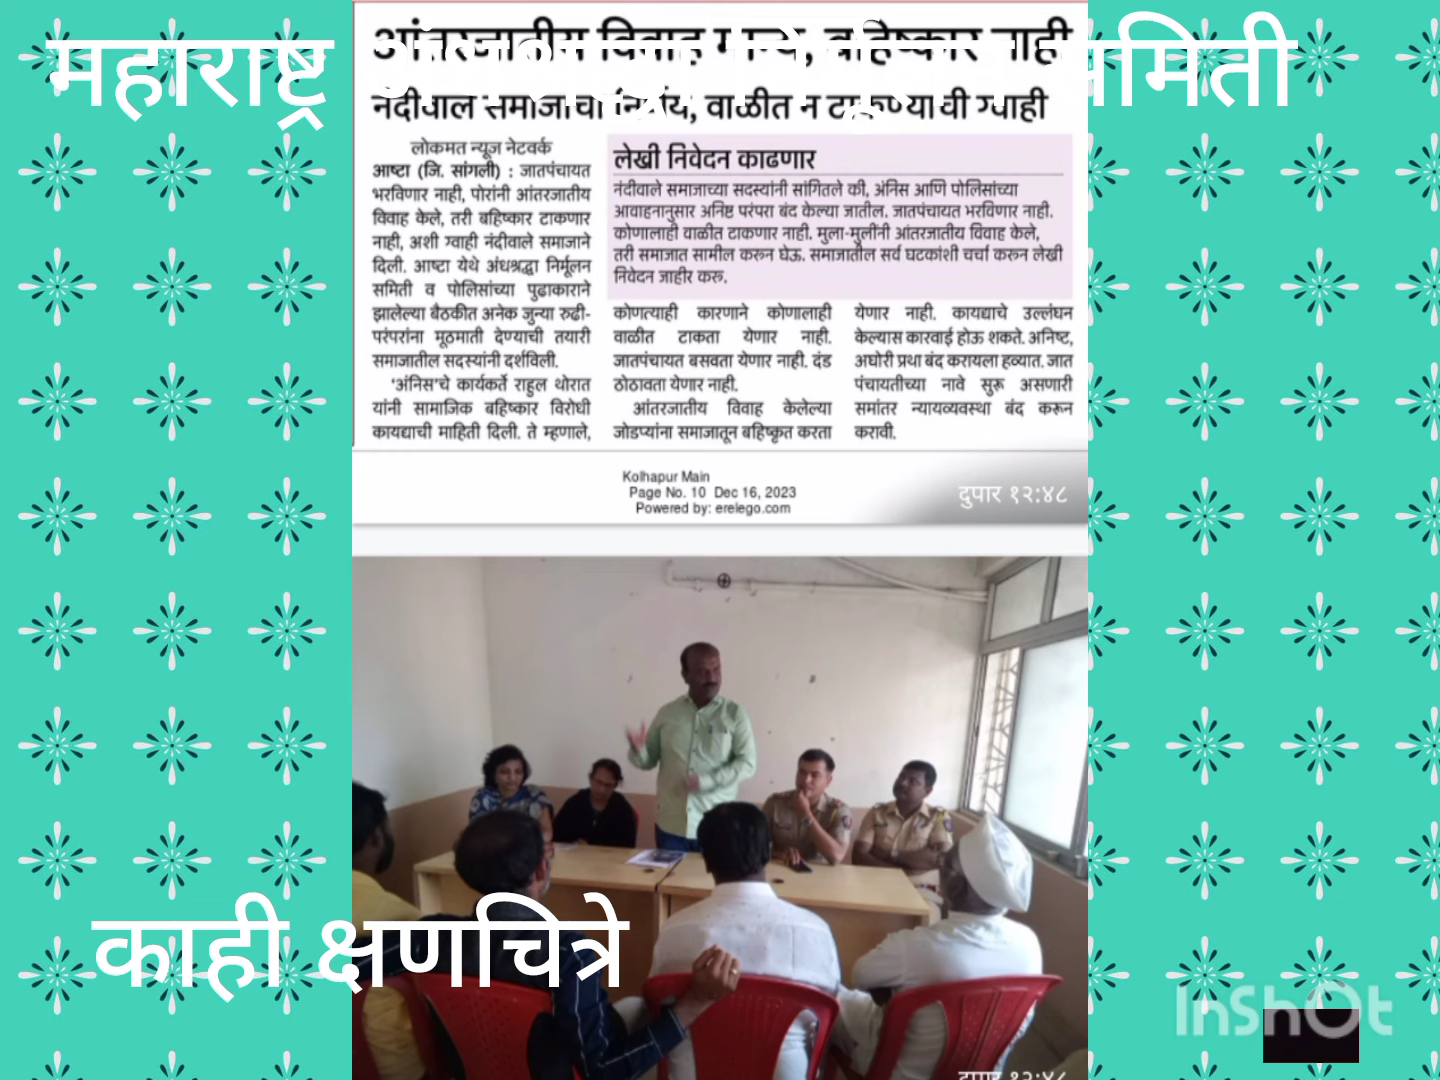 महाराष्ट्र
समिती
आंतरजातीय विवाह मान्य, बहिष्कार नाही
नंदीवाले समाजाचा निर्णय, वाळीत न टाकण्याची ग्वाही
लोकमत न्यूज नेटवर्क
आष्टा (जि. सांगली) : जातपंचायत
भरविणार नाही, पोरांनी आंतरजातीय
विवाह केले, तरी बहिष्कार टाकणार
नाही, अशी ग्वाही नंदीवाले समाजाने
दिली. आष्टा येथे अंधश्रद्धा निर्मूलन
समिती व पोलिसांच्या पुढाकाराने
झालेल्या बैठकीत अनेक जुन्या रुढी-
परंपरांना मूठमाती देण्याची तयारी
समाजातील सदस्यांनी दर्शविली.
'अंनिस'चे कार्यकर्ते राहुल थोरात
यांनी सामाजिक बहिष्कार विरोधी
कायद्याची माहिती दिली. ते म्हणाले,
लेखी निवेदन काढणार
नंदीवाले समाजाच्या सदस्यांनी सांगितले की, अंनिस आणि पोलिसांच्या
आवाहनानुसार अनिष्ट परंपरा बंद केल्या जातील. जातपंचायत भरविणार नाही.
कोणालाही वाळीत टाकणार नाही. मुला-मुलींनी आंतरजातीय विवाह केले,
तरी समाजात सामील करून घेऊ. समाजातील सर्व घटकांशी चर्चा करून लेखी
निवेदन जाहीर करु.
कोणत्याही कारणाने कोणालाही
वाळीत टाकता येणार नाही.
जातपंचायत बसवता येणार नाही. दंड
ठोठावता येणार नाही.
आंतरजातीय विवाह केलेल्या
जोडप्यांना समाजातून बहिष्कृत करता
येणार नाही. कायद्याचे उल्लंघन
केल्यास कारवाई होऊ शकते. अनिष्ट,
अघोरी प्रथा बंद करायला हव्यात. जात
पंचायतीच्या नावे सुरू असणारी
समांतर न्यायव्यवस्था बंद करून
करावी.
Kolhapur Main
Page No. 10 Dec 16, 2023
Powered by: erelego.com
दुपार १२:४८
काही क्षणचित्रे
InShOt
दुपार १२:४८